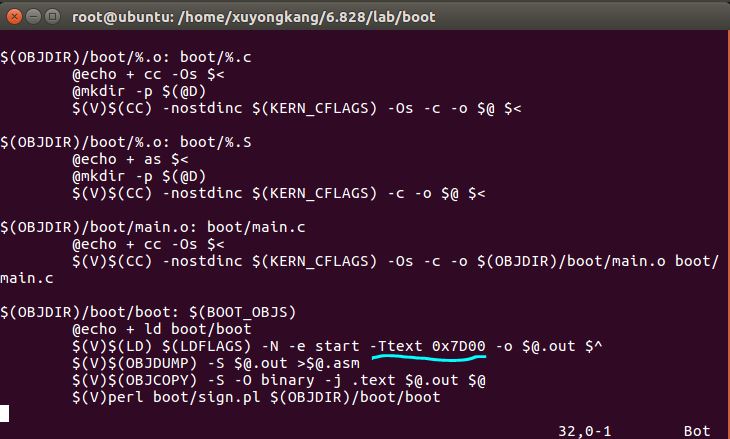 root@ubuntu: /home/xuyongkang/6.828/lab/boot
$(OBJDIR)/boot/%.o: boot/%.c
        @echo + cc -Os $<
        @mkdir -p $(@D)
        $(V)$(CC) -nostdinc $(KERN_CFLAGS) -Os -c -o $@ $<
$(OBJDIR)/boot/%.o: boot/%.S
        @echo + as $<
        @mkdir -p $(@D)
        $(V)$(CC) -nostdinc $(KERN_CFLAGS) -c -o $@ $<
$(OBJDIR)/boot/main.o: boot/main.c
        @echo + cc -Os $<
        $(V)$(CC) -nostdinc $(KERN_CFLAGS) -Os -c -o $(OBJDIR)/boot/main.o boot/
main.c
$(OBJDIR)/boot/boot: $(BOOT_OBJS)
        @echo + ld boot/boot
        $(V)$(LD) $(LDFLAGS) -N -e start -Ttext 0x7D00 -o $@.out $^
        $(V)$(OBJDUMP) -S $@.out >$@.asm
        $(V)$(OBJCOPY) -S -O binary -j .text $@.out $@
        $(V)perl boot/sign.pl $(OBJDIR)/boot/boot
32,0-1 Bot